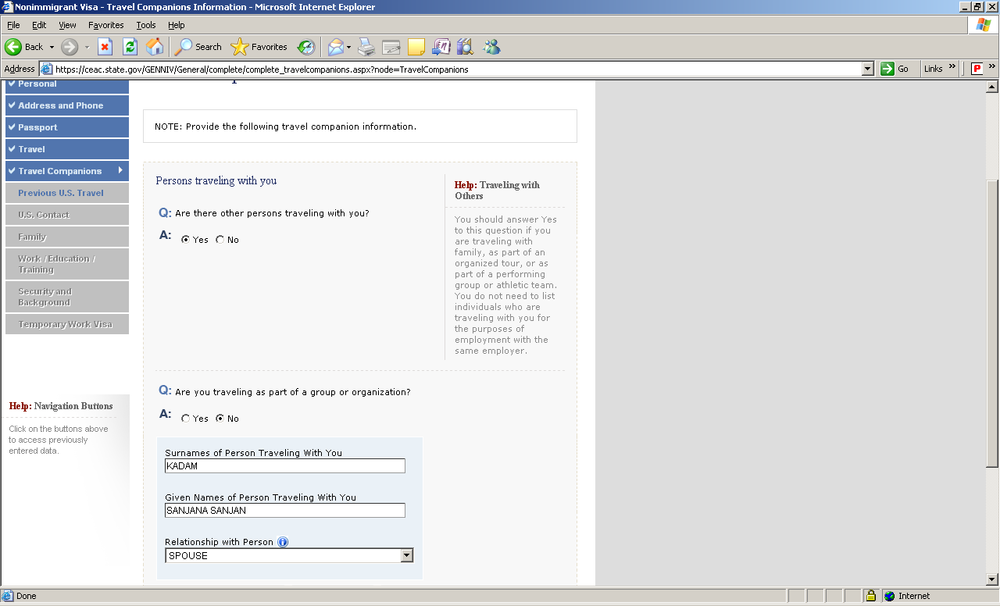 Nonimmigrant Visa - Travel Companions Information - Microsoft Internet Explorer
File Edit View Favorites Tools Help
Back Search Favorites
Address https://ceac.state.gov/GENNIV/General/complete/complete_travelcompanions.aspx?node=TravelCompanions Go Links »
Personal
Address and Phone
Passport
Travel
Travel Companions
Previous U.S. Travel
U.S. Contact
Family
Work / Education /
Training
Security and
Background
Temporary Work Visa
Help: Navigation Buttons
Click on the buttons above
to access previously
entered data.
NOTE: Provide the following travel companion information.
Persons traveling with you
Q: Are there other persons traveling with you?
A: Yes No
Help: Traveling with
Others
You should answer Yes
to this question if you
are traveling with
family, as part of an
organized tour, or as
part of a performing
group or athletic team.
You do not need to list
individuals who are
traveling with you for
the purposes of
employment with the
same employer.
Q: Are you traveling as part of a group or organization?
A: Yes No
Surnames of Person Traveling With You
KADAM
Given Names of Person Traveling With You
SANJANA SANJAN
Relationship with Person
SPOUSE
Done Internet